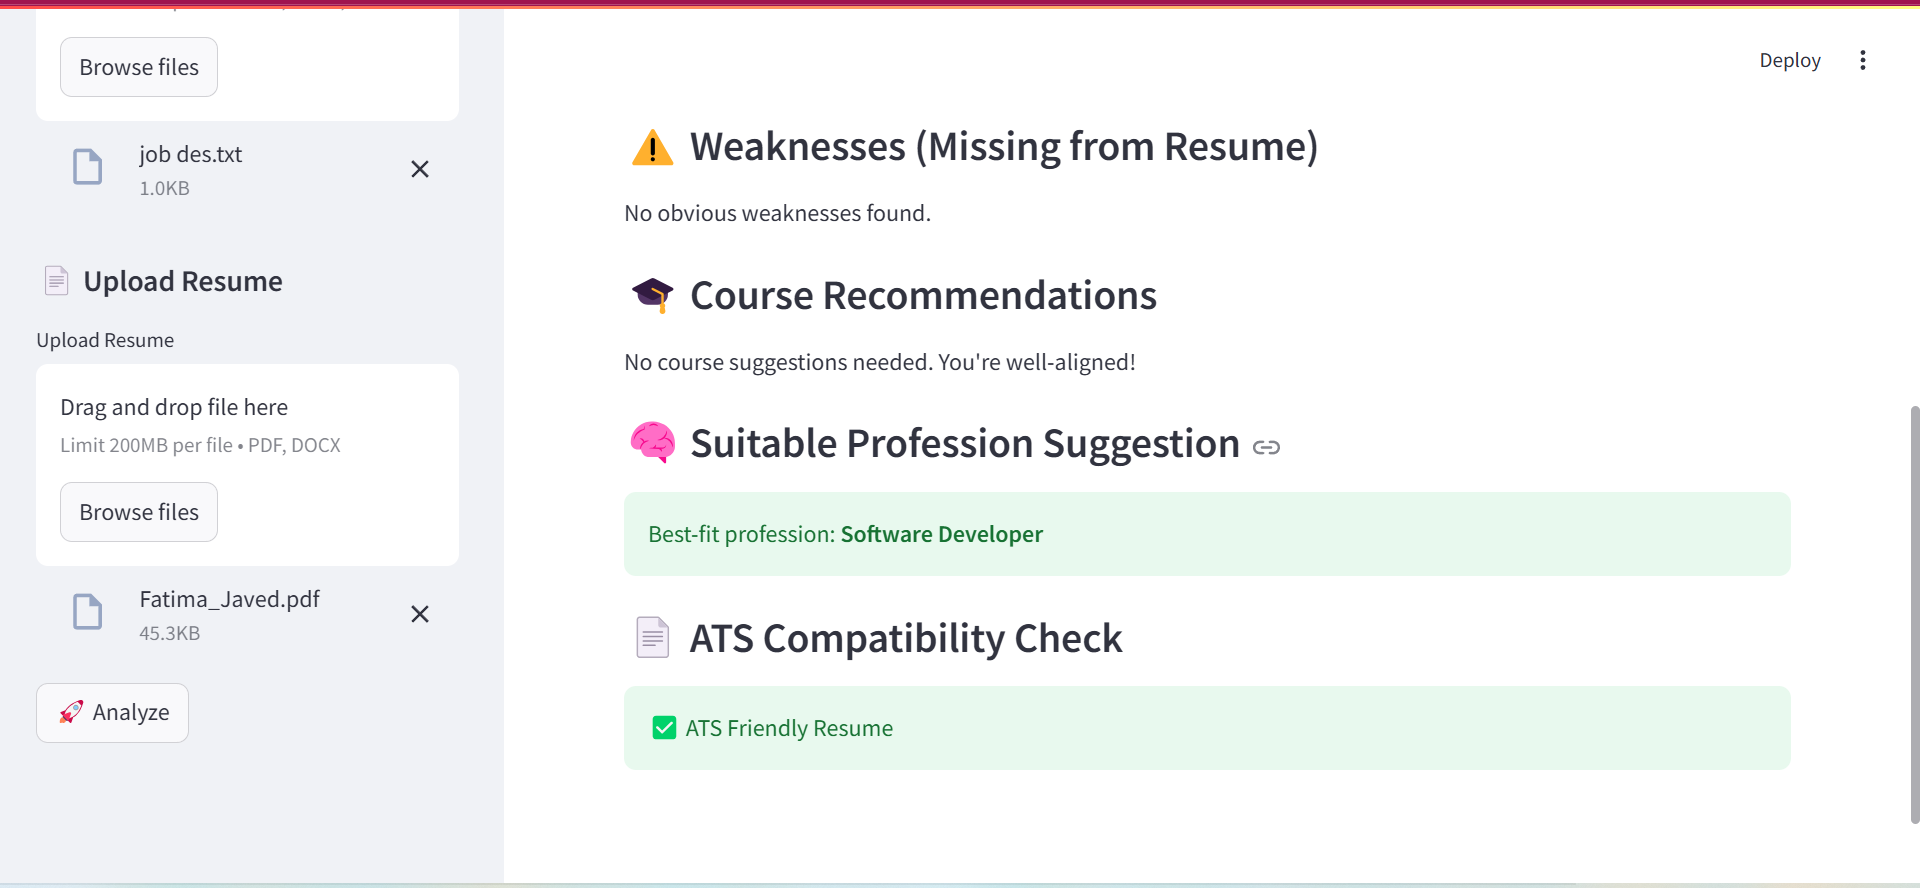 Browse files
job des.txt
1.0KB
Upload Resume
Upload Resume
Drag and drop file here
Limit 200MB per file • PDF, DOCX
Browse files
Fatima_Javed.pdf
45.3KB
Analyze
Deploy
Weaknesses (Missing from Resume)
No obvious weaknesses found.
Course Recommendations
No course suggestions needed. You're well-aligned!
Suitable Profession Suggestion
Best-fit profession: Software Developer
ATS Compatibility Check
ATS Friendly Resume